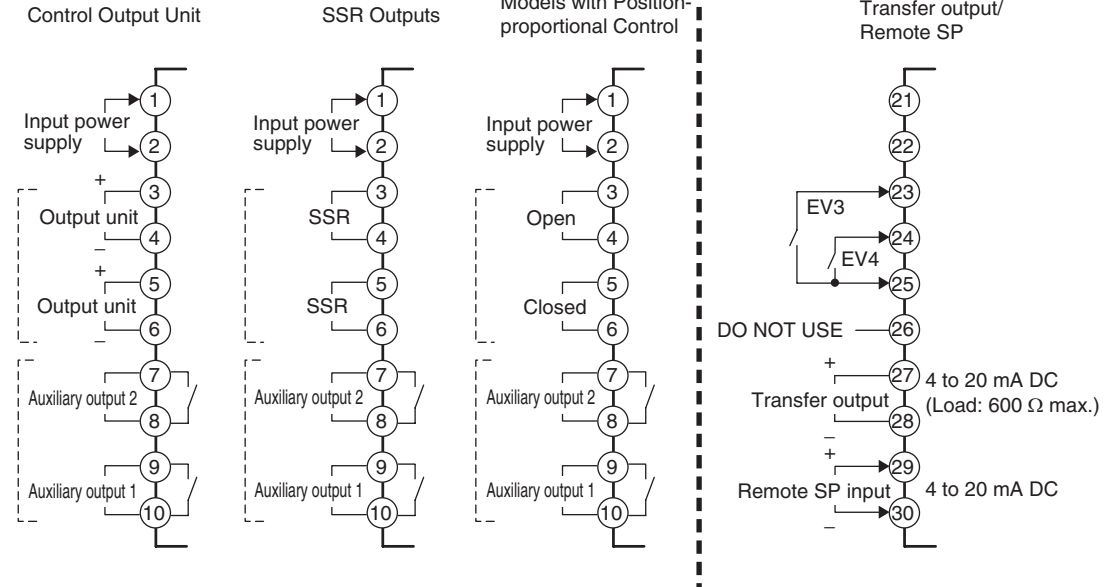 Control Output Unit
SSR Outputs
Models with Position-
proportional Control
Transfer output/
Remote SP
1
Input power
supply
2
+
3
Output unit
4
–
+
5
Output unit
6
–
7
Auxiliary output 2
8
9
Auxiliary output 1
10
1
Input power
supply
2
3
SSR
4
5
SSR
6
7
Auxiliary output 2
8
9
Auxiliary output 1
10
1
Input power
supply
2
3
Open
4
5
Closed
6
7
Auxiliary output 2
8
9
Auxiliary output 1
10
21
22
23
EV3
24
EV4
25
DO NOT USE
26
+
27
4 to 20 mA DC
Transfer output
(Load: 600 Ω max.)
28
–
+
29
Remote SP input
4 to 20 mA DC
30
–